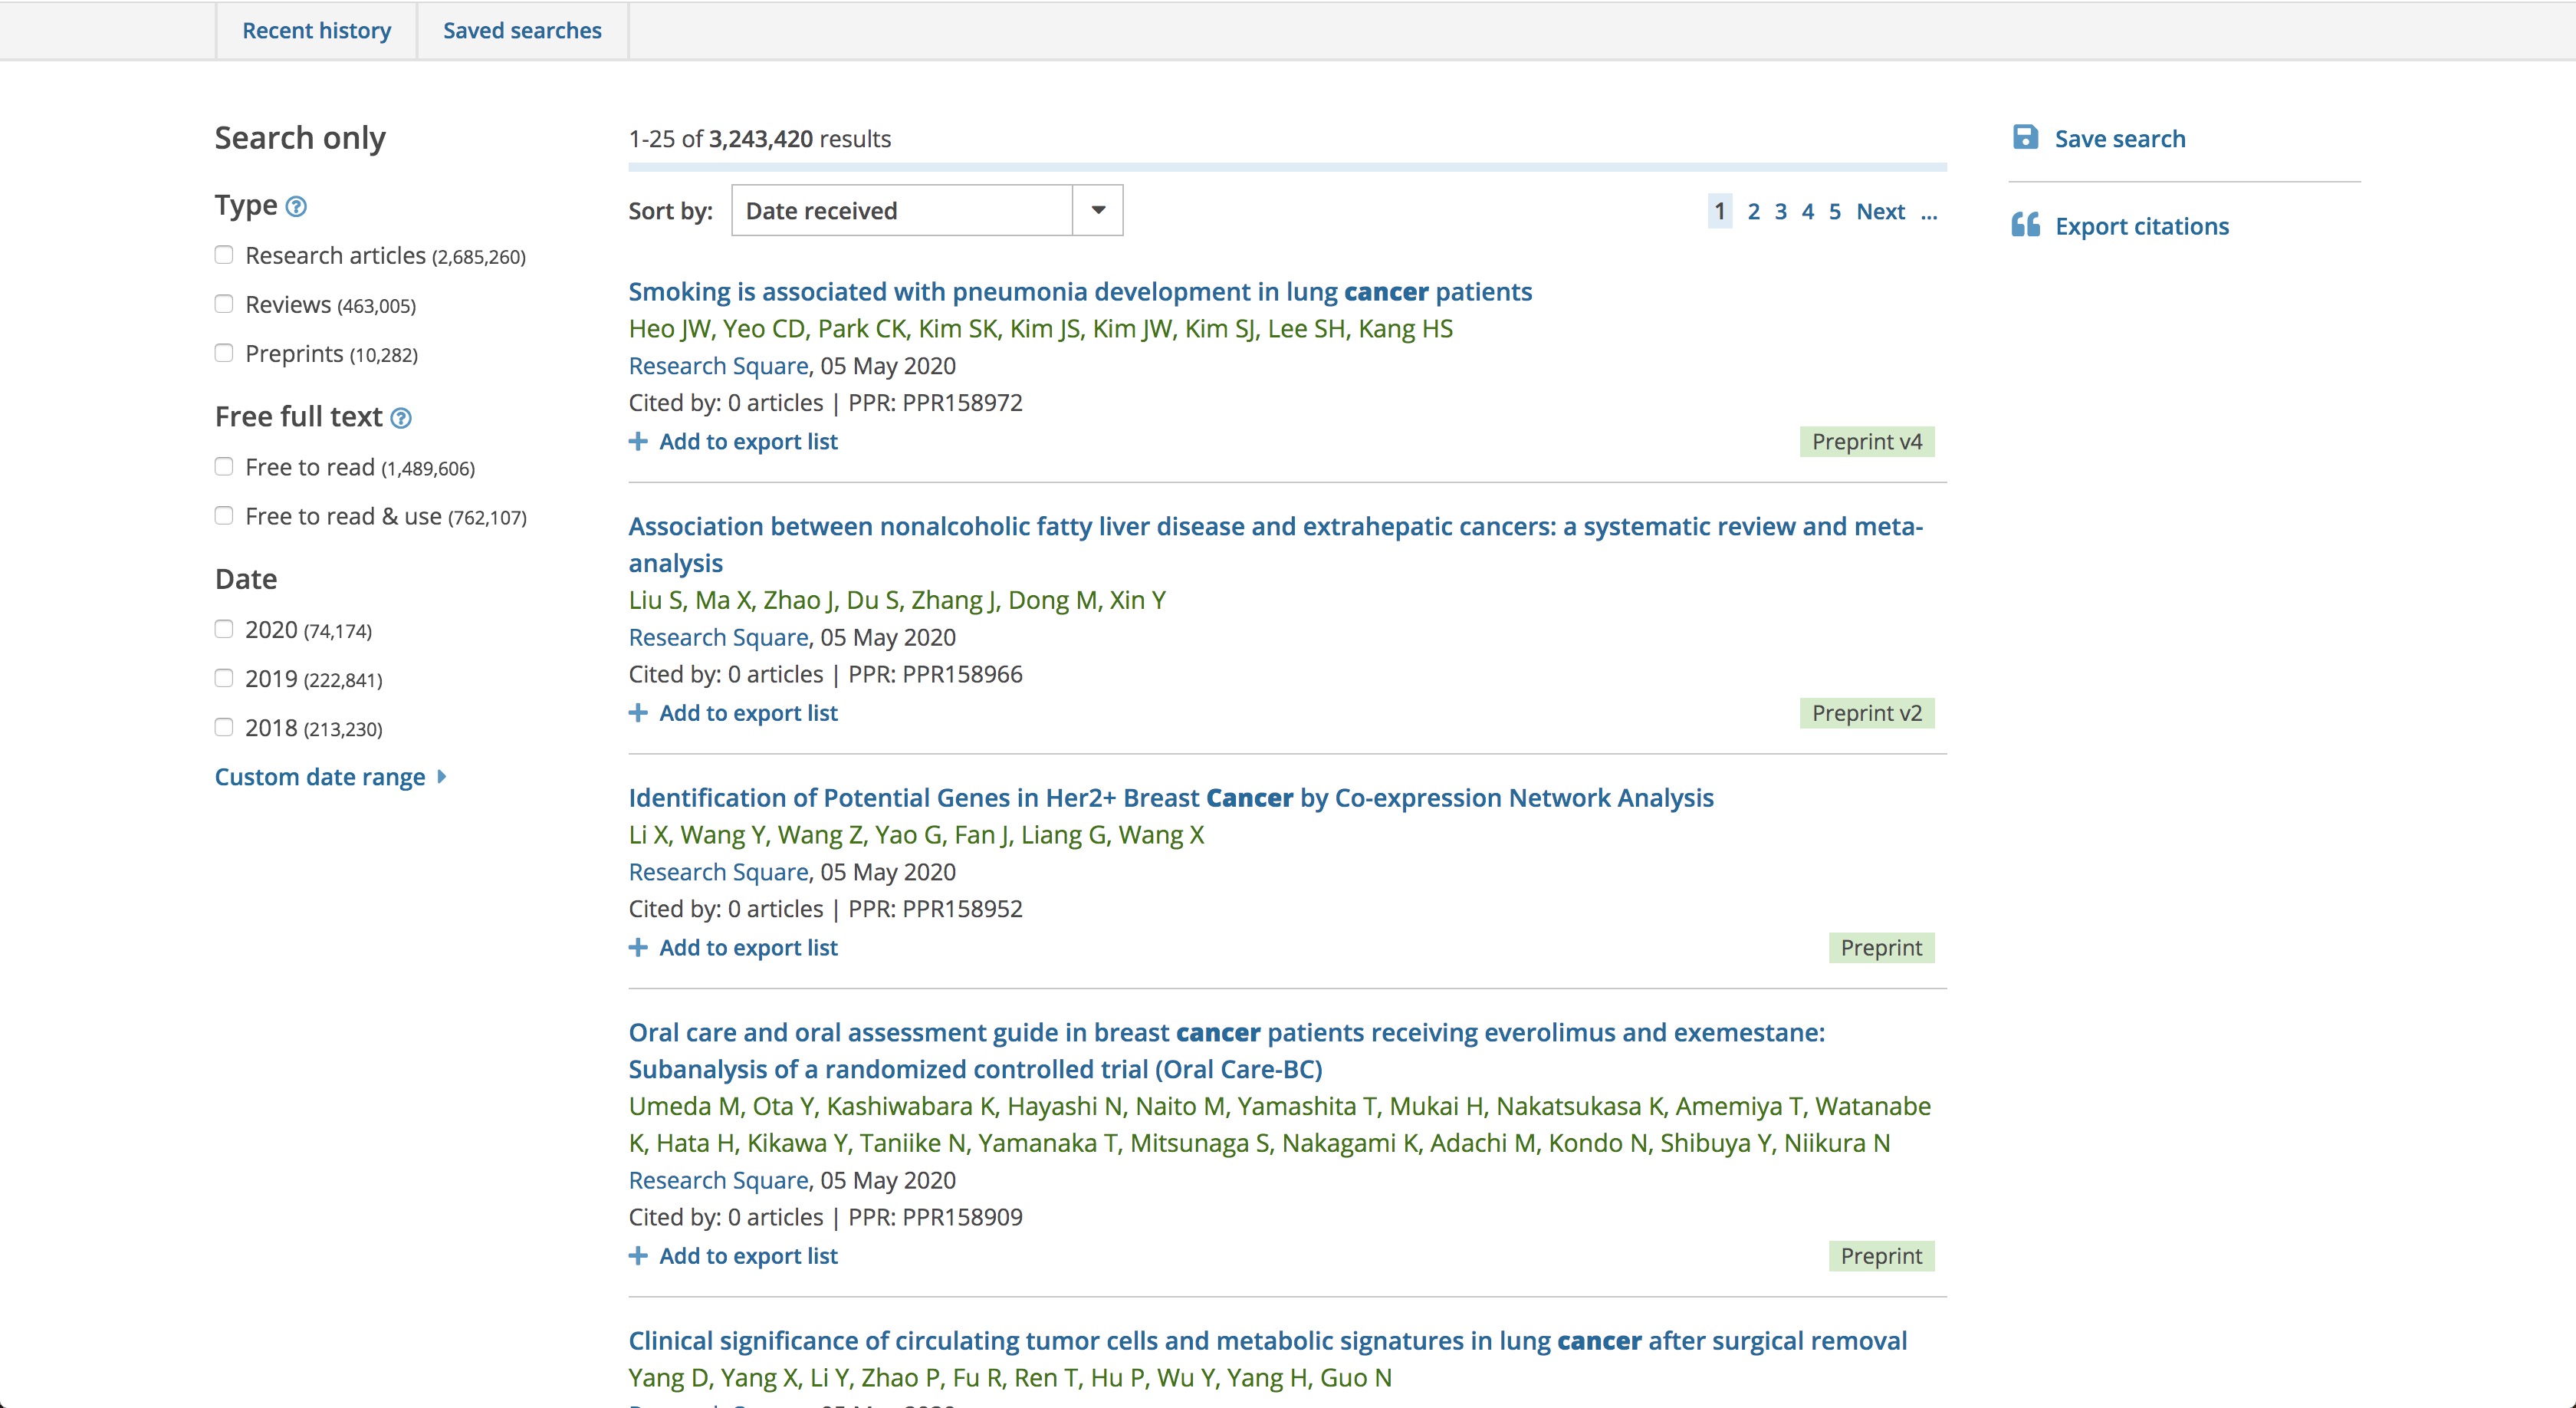 Recent history
Saved searches
Search only
Type
Research articles (2,685,260)
Reviews (463,005)
Preprints (10,282)
Free full text
Free to read (1,489,606)
Free to read & use (762,107)
Date
2020 (74,174)
2019 (222,841)
2018 (213,230)
Custom date range
1-25 of 3,243,420 results
Sort by: Date received
1 2 3 4 5 Next ...
Smoking is associated with pneumonia development in lung cancer patients
Heo JW, Yeo CD, Park CK, Kim SK, Kim JS, Kim JW, Kim SJ, Lee SH, Kang HS
Research Square, 05 May 2020
Cited by: 0 articles | PPR: PPR158972
+ Add to export list
Preprint v4
Association between nonalcoholic fatty liver disease and extrahepatic cancers: a systematic review and meta-
analysis
Liu S, Ma X, Zhao J, Du S, Zhang J, Dong M, Xin Y
Research Square, 05 May 2020
Cited by: 0 articles | PPR: PPR158966
+ Add to export list
Preprint v2
Identification of Potential Genes in Her2+ Breast Cancer by Co-expression Network Analysis
Li X, Wang Y, Wang Z, Yao G, Fan J, Liang G, Wang X
Research Square, 05 May 2020
Cited by: 0 articles | PPR: PPR158952
+ Add to export list
Preprint
Oral care and oral assessment guide in breast cancer patients receiving everolimus and exemestane:
Subanalysis of a randomized controlled trial (Oral Care-BC)
Umeda M, Ota Y, Kashiwabara K, Hayashi N, Naito M, Yamashita T, Mukai H, Nakatsukasa K, Amemiya T, Watanabe
K, Hata H, Kikawa Y, Taniike N, Yamanaka T, Mitsunaga S, Nakagami K, Adachi M, Kondo N, Shibuya Y, Niikura N
Research Square, 05 May 2020
Cited by: 0 articles | PPR: PPR158909
+ Add to export list
Preprint
Clinical significance of circulating tumor cells and metabolic signatures in lung cancer after surgical removal
Yang D, Yang X, Li Y, Zhao P, Fu R, Ren T, Hu P, Wu Y, Yang H, Guo N
Save search
Export citations